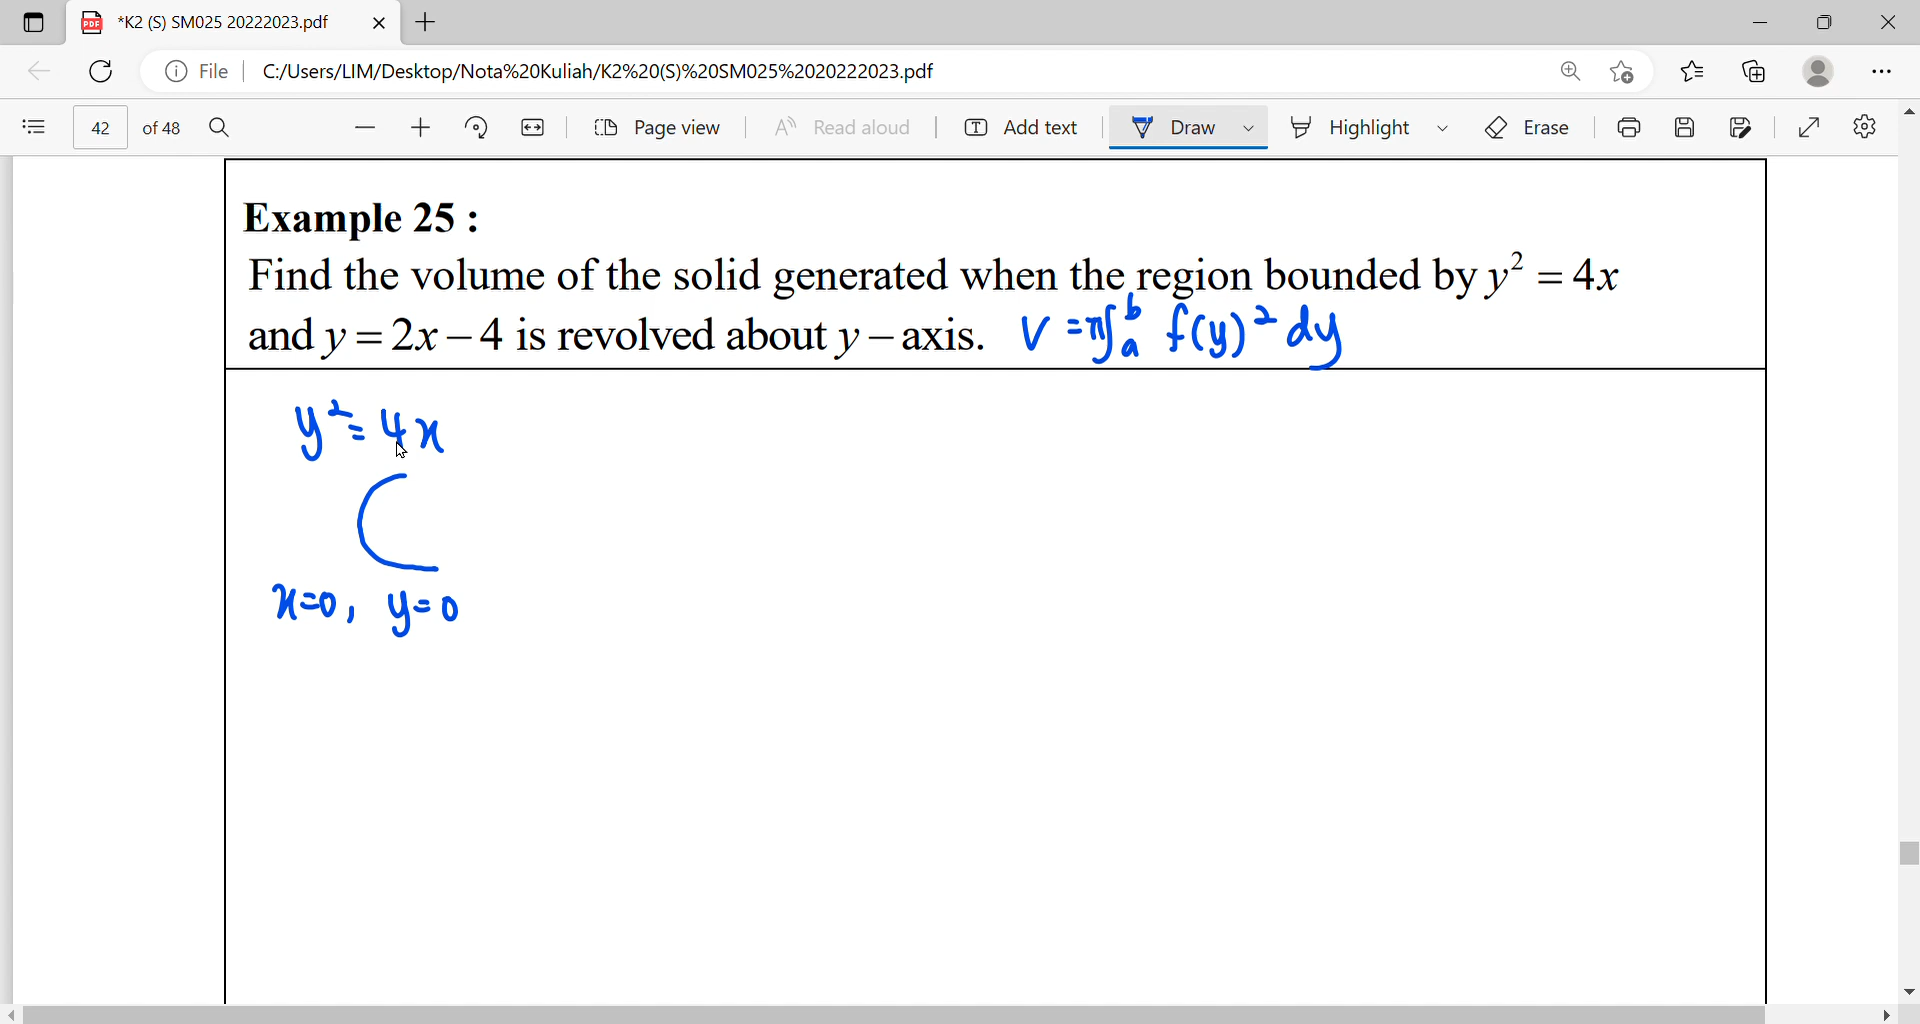 *K2 (S) SM025 20222023.pdf
File C:/Users/LIM/Desktop/Nota%20Kuliah/K2%20(S)%20SM025%2020222023.pdf
42 of 48 Page view Read aloud Add text Draw Highlight Erase
Example 25 :
Find the volume of the solid generated when the region bounded by y² = 4x
and y = 2x − 4 is revolved about y − axis. V = π∫ₐᵇ f(y)² dy
y² = 4x
x=0, y=0